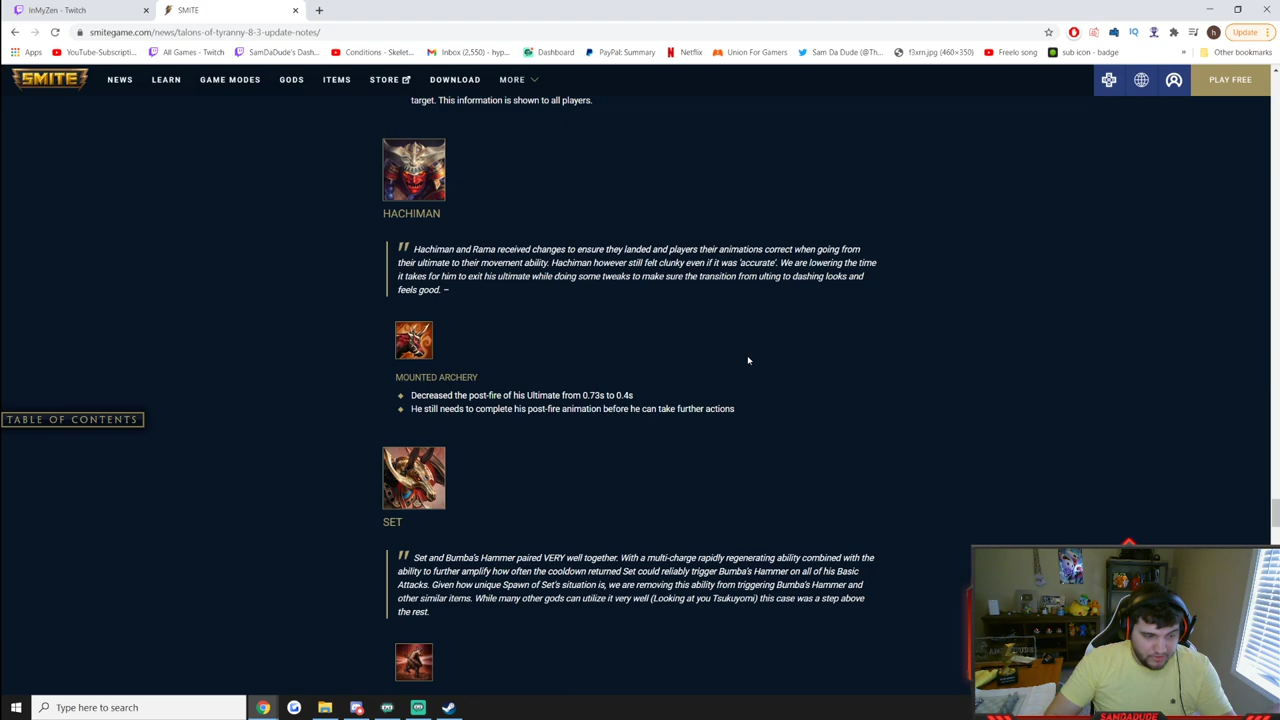 InMyZen - Twitch
SMITE
smitegame.com/news/talons-of-tyranny-8-3-update-notes/
Update
Apps
YouTube-Subscripti...
All Games - Twitch
SamDaDude's Dash...
Conditions - Skelet...
Inbox (2,550) - hyp...
Dashboard
PayPal: Summary
Netflix
Union For Gamers
Sam Da Dude (@Th...
f3xrn.jpg (460×350)
Freelo song
sub icon - badge
Other bookmarks
SMITE
NEWS
LEARN
GAME MODES
GODS
ITEMS
STORE
DOWNLOAD
MORE
PLAY FREE
target. This information is shown to all players.
HACHIMAN
" Hachiman and Rama received changes to ensure they landed and players their animations correct when going from
their ultimate to their movement ability. Hachiman however still felt clunky even if it was 'accurate'. We are lowering the time
it takes for him to exit his ultimate while doing some tweaks to make sure the transition from ulting to dashing looks and
feels good. –
MOUNTED ARCHERY
Decreased the post-fire of his Ultimate from 0.73s to 0.4s
He still needs to complete his post-fire animation before he can take further actions
TABLE OF CONTENTS
SET
" Set and Bumba's Hammer paired VERY well together. With a multi-charge rapidly regenerating ability combined with the
ability to further amplify how often the cooldown returned Set could reliably trigger Bumba's Hammer on all of his Basic
Attacks. Given how unique Spawn of Set's situation is, we are removing this ability from triggering Bumba's Hammer and
other similar items. While many other gods can utilize it very well (Looking at you Tsukuyomi) this case was a step above
the rest.
Type here to search
SAMDADUDE